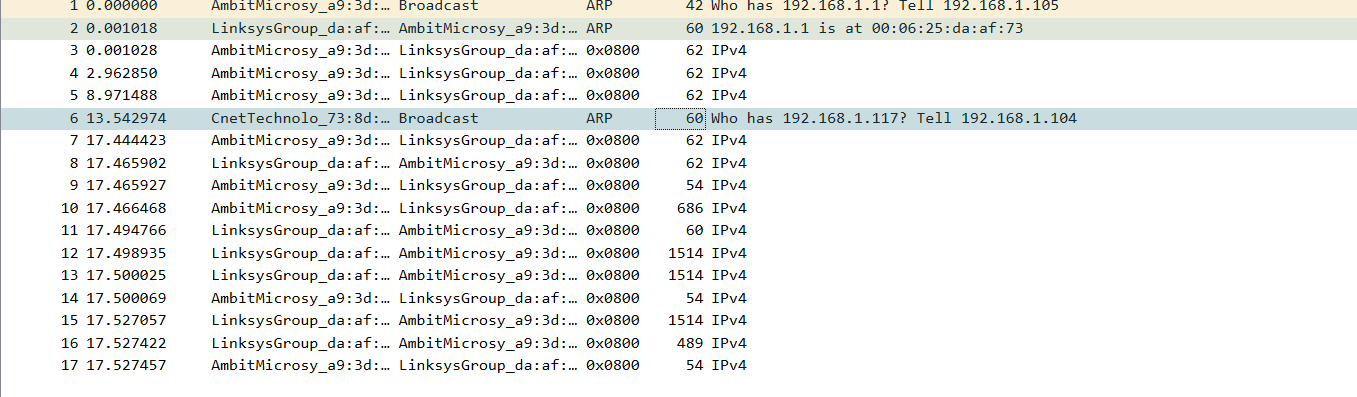 1 0.000000 AmbitMicrosy_a9:3d:… Broadcast ARP 42 Who has 192.168.1.1? Tell 192.168.1.105
2 0.001018 LinksysGroup_da:af:… AmbitMicrosy_a9:3d:… ARP 60 192.168.1.1 is at 00:06:25:da:af:73
3 0.001028 AmbitMicrosy_a9:3d:… LinksysGroup_da:af:… 0x0800 62 IPv4
4 2.962850 AmbitMicrosy_a9:3d:… LinksysGroup_da:af:… 0x0800 62 IPv4
5 8.971488 AmbitMicrosy_a9:3d:… LinksysGroup_da:af:… 0x0800 62 IPv4
6 13.542974 CnetTechnolo_73:8d:… Broadcast ARP 60 Who has 192.168.1.117? Tell 192.168.1.104
7 17.444423 AmbitMicrosy_a9:3d:… LinksysGroup_da:af:… 0x0800 62 IPv4
8 17.465902 LinksysGroup_da:af:… AmbitMicrosy_a9:3d:… 0x0800 62 IPv4
9 17.465927 AmbitMicrosy_a9:3d:… LinksysGroup_da:af:… 0x0800 54 IPv4
10 17.466468 AmbitMicrosy_a9:3d:… LinksysGroup_da:af:… 0x0800 686 IPv4
11 17.494766 LinksysGroup_da:af:… AmbitMicrosy_a9:3d:… 0x0800 60 IPv4
12 17.498935 LinksysGroup_da:af:… AmbitMicrosy_a9:3d:… 0x0800 1514 IPv4
13 17.500025 LinksysGroup_da:af:… AmbitMicrosy_a9:3d:… 0x0800 1514 IPv4
14 17.500069 AmbitMicrosy_a9:3d:… LinksysGroup_da:af:… 0x0800 54 IPv4
15 17.527057 LinksysGroup_da:af:… AmbitMicrosy_a9:3d:… 0x0800 1514 IPv4
16 17.527422 LinksysGroup_da:af:… AmbitMicrosy_a9:3d:… 0x0800 489 IPv4
17 17.527457 AmbitMicrosy_a9:3d:… LinksysGroup_da:af:… 0x0800 54 IPv4